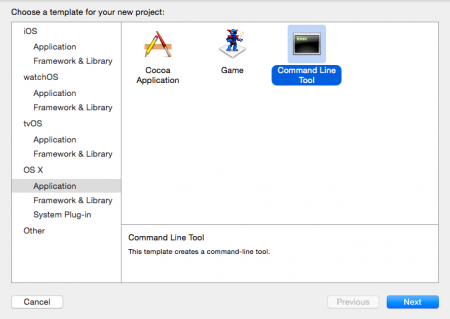 Choose a template for your new project:
iOS
Application
Framework & Library
watchOS
Application
Framework & Library
tvOS
Application
Framework & Library
OS X
Application
Framework & Library
System Plug-in
Other
Cocoa
Application
Game
Command Line
Tool
Command Line Tool
This template creates a command-line tool.
Cancel
Previous
Next